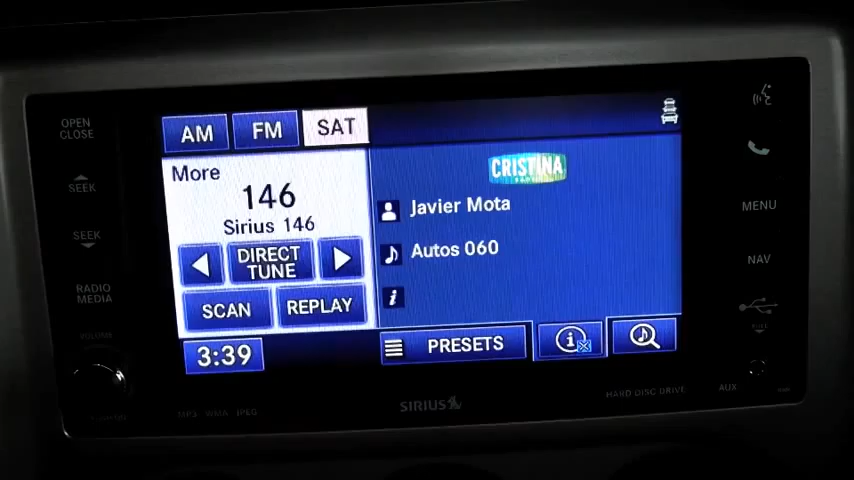 OPEN
CLOSE
SEEK
SEEK
RADIO
MEDIA
VOLUME
AM
FM
SAT
More
146
Sirius 146
DIRECT
TUNE
SCAN
REPLAY
3:39
CRISTINA
Javier Mota
Autos 060
PRESETS
MENU
NAV
MP3 WMA JPEG
SIRIUS
HARD DISC DRIVE
AUX